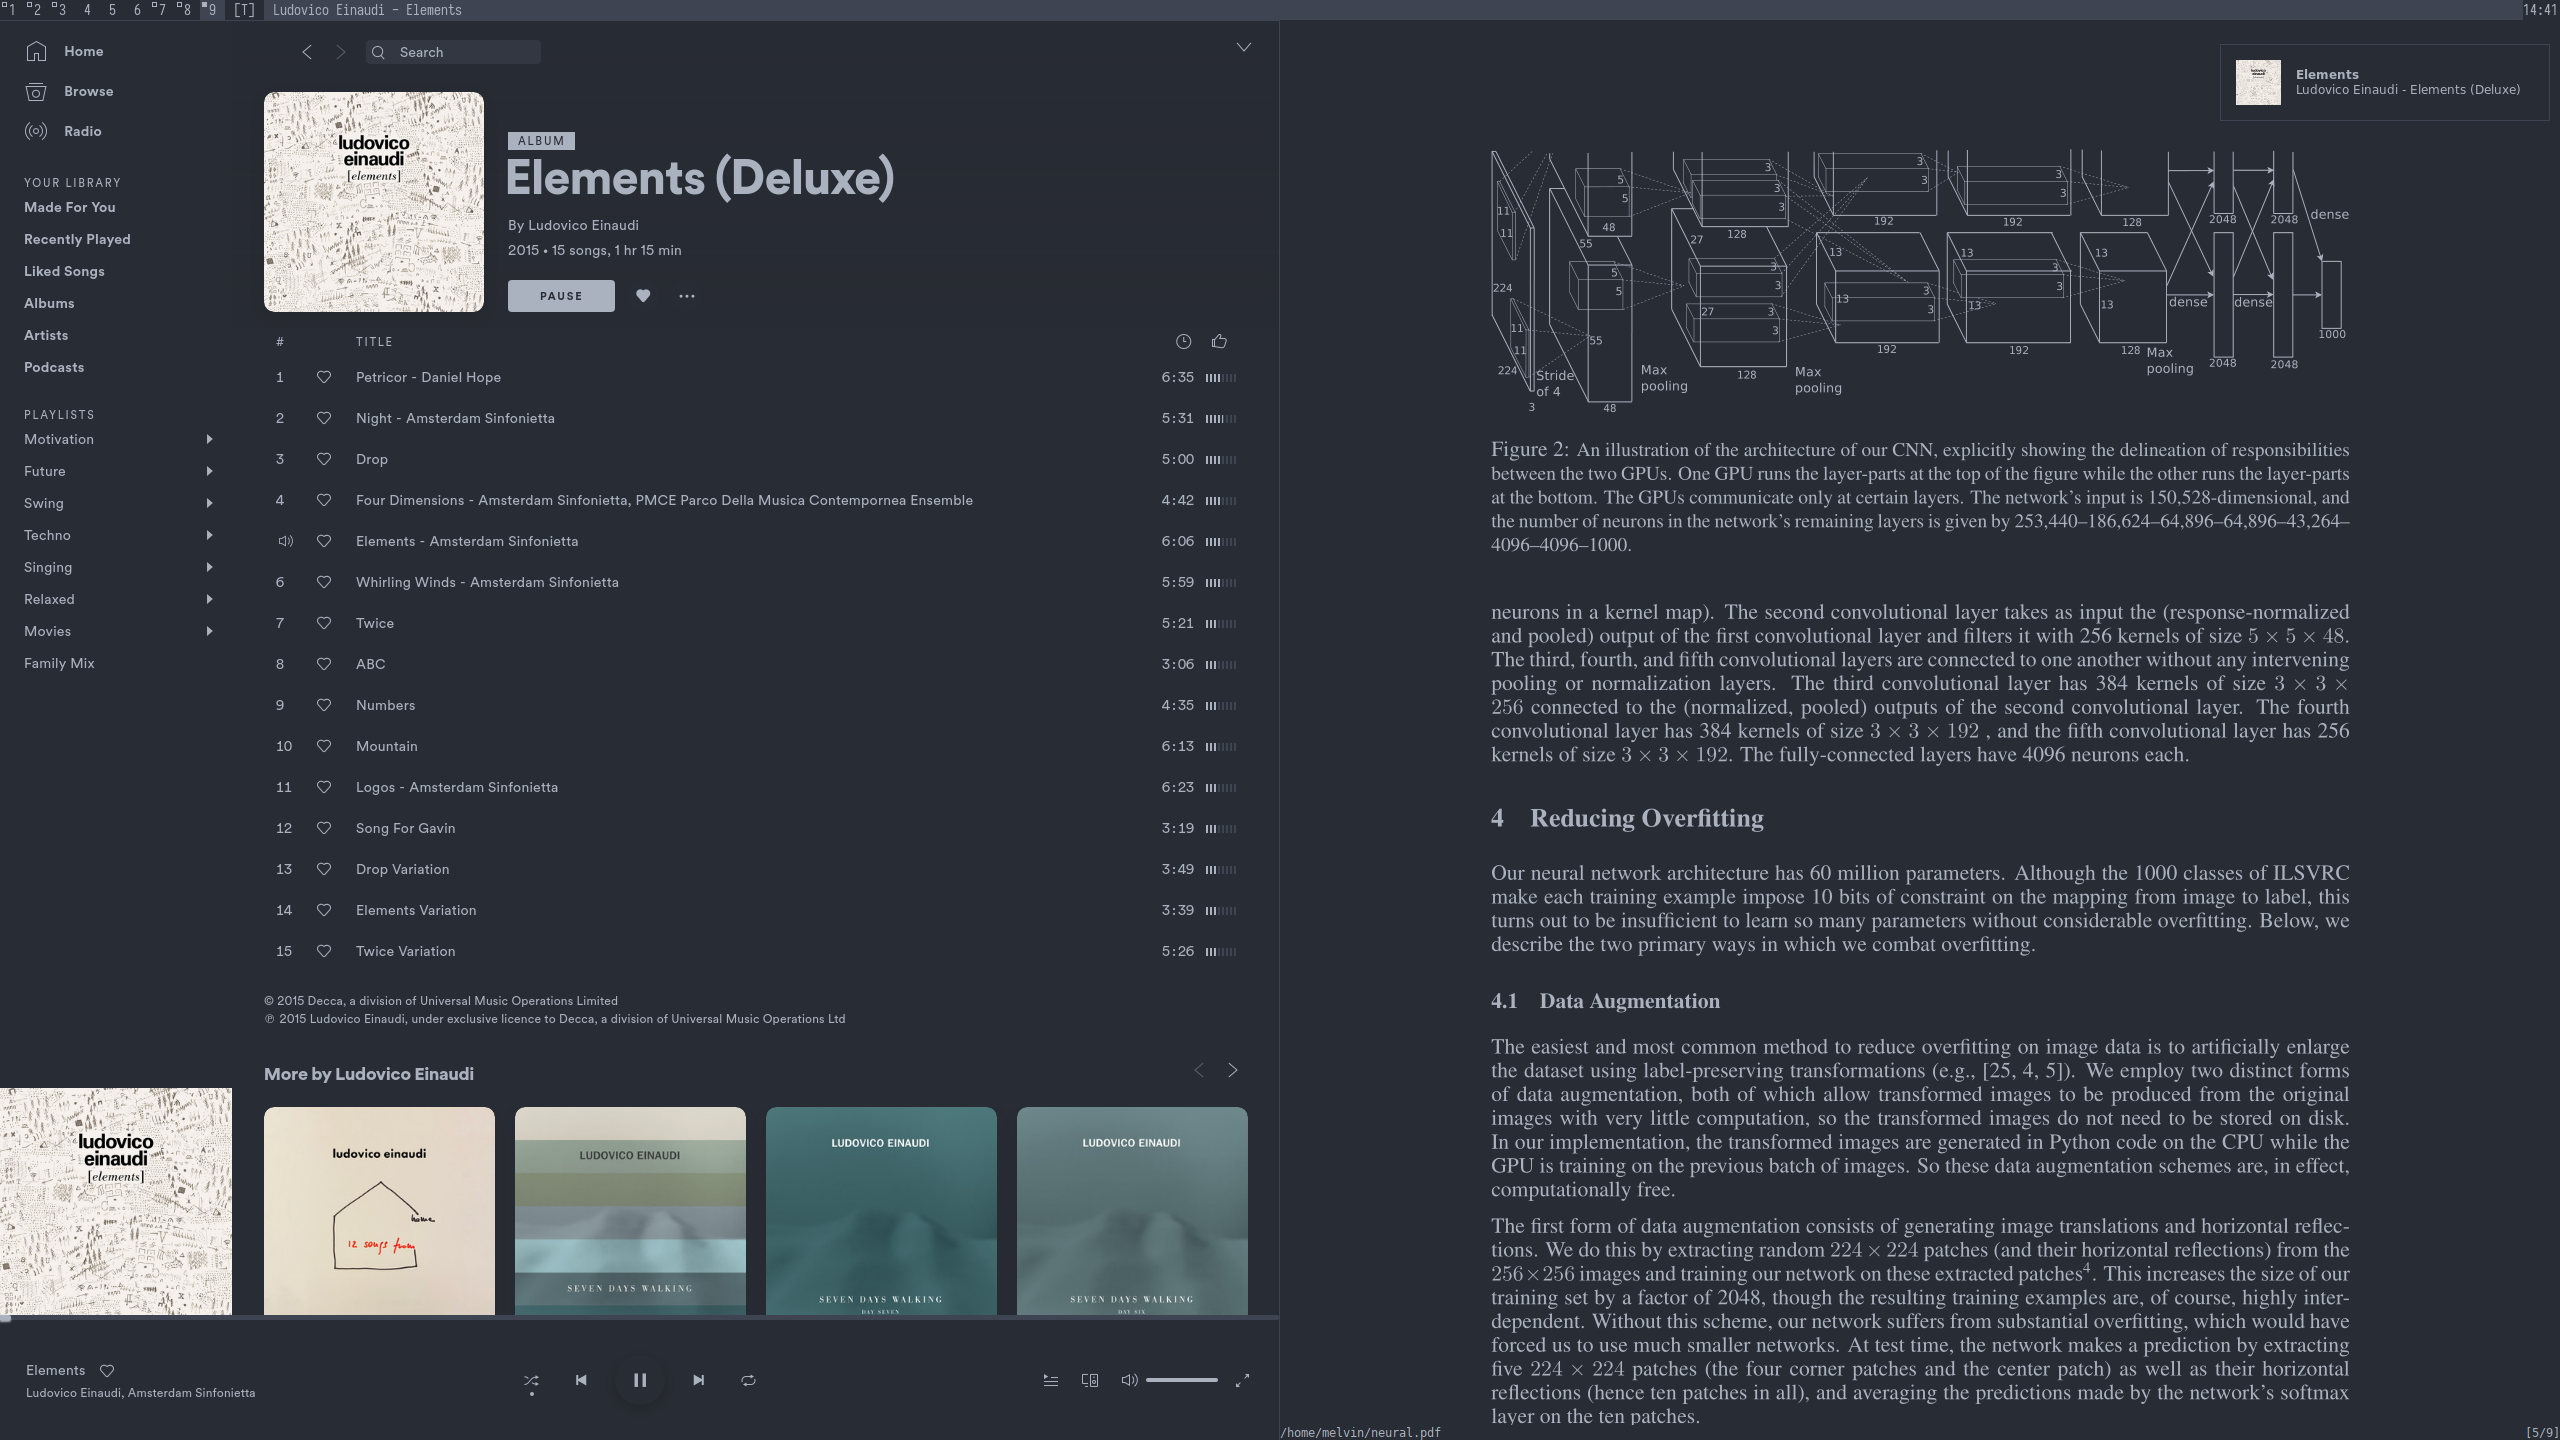 1 2 3 4 5 6 7 8 9 [T] Ludovico Einaudi - Elements
14:41
Home
Browse
Radio
YOUR LIBRARY
Made For You
Recently Played
Liked Songs
Albums
Artists
Podcasts
PLAYLISTS
Motivation
Future
Swing
Techno
Singing
Relaxed
Movies
Family Mix
ludovico
einaudi
[elements]
Search
ludovico
einaudi
[elements]
ALBUM
Elements (Deluxe)
By Ludovico Einaudi
2015 • 15 songs, 1 hr 15 min
PAUSE
# TITLE
1 Petricor - Daniel Hope 6:35
2 Night - Amsterdam Sinfonietta 5:31
3 Drop 5:00
4 Four Dimensions - Amsterdam Sinfonietta, PMCE Parco Della Musica Contempornea Ensemble 4:42
Elements - Amsterdam Sinfonietta 6:06
6 Whirling Winds - Amsterdam Sinfonietta 5:59
7 Twice 5:21
8 ABC 3:06
9 Numbers 4:35
10 Mountain 6:13
11 Logos - Amsterdam Sinfonietta 6:23
12 Song For Gavin 3:19
13 Drop Variation 3:49
14 Elements Variation 3:39
15 Twice Variation 5:26
© 2015 Decca, a division of Universal Music Operations Limited
℗ 2015 Ludovico Einaudi, under exclusive licence to Decca, a division of Universal Music Operations Ltd
More by Ludovico Einaudi
ludovico einaudi
home
12 songs from
LUDOVICO EINAUDI
SEVEN DAYS WALKING
LUDOVICO EINAUDI
SEVEN DAYS WALKING
DAY SEVEN
LUDOVICO EINAUDI
SEVEN DAYS WALKING
DAY SIX
Elements
Ludovico Einaudi, Amsterdam Sinfonietta
Elements
Ludovico Einaudi - Elements (Deluxe)
5 3 3 3 3
11 5 3 3 3 3
11 48 128 192 192 128 2048 2048 dense
55 27 13 13 13
224 5 5 3 3 13 3 3 13 3 3 13 dense dense
11 27 3 3
11 55 192 192 128 Max
pooling 2048 2048 1000
224 Stride
of 4
3 48
Max
pooling
128
Max
pooling
Figure 2: An illustration of the architecture of our CNN, explicitly showing the delineation of responsibilities
between the two GPUs. One GPU runs the layer-parts at the top of the figure while the other runs the layer-parts
at the bottom. The GPUs communicate only at certain layers. The network's input is 150,528-dimensional, and
the number of neurons in the network's remaining layers is given by 253,440–186,624–64,896–64,896–43,264–
4096–4096–1000.
neurons in a kernel map). The second convolutional layer takes as input the (response-normalized
and pooled) output of the first convolutional layer and filters it with 256 kernels of size 5 × 5 × 48.
The third, fourth, and fifth convolutional layers are connected to one another without any intervening
pooling or normalization layers. The third convolutional layer has 384 kernels of size 3 × 3 ×
256 connected to the (normalized, pooled) outputs of the second convolutional layer. The fourth
convolutional layer has 384 kernels of size 3 × 3 × 192 , and the fifth convolutional layer has 256
kernels of size 3 × 3 × 192. The fully-connected layers have 4096 neurons each.
4 Reducing Overfitting
Our neural network architecture has 60 million parameters. Although the 1000 classes of ILSVRC
make each training example impose 10 bits of constraint on the mapping from image to label, this
turns out to be insufficient to learn so many parameters without considerable overfitting. Below, we
describe the two primary ways in which we combat overfitting.
4.1 Data Augmentation
The easiest and most common method to reduce overfitting on image data is to artificially enlarge
the dataset using label-preserving transformations (e.g., [25, 4, 5]). We employ two distinct forms
of data augmentation, both of which allow transformed images to be produced from the original
images with very little computation, so the transformed images do not need to be stored on disk.
In our implementation, the transformed images are generated in Python code on the CPU while the
GPU is training on the previous batch of images. So these data augmentation schemes are, in effect,
computationally free.
The first form of data augmentation consists of generating image translations and horizontal reflec-
tions. We do this by extracting random 224 × 224 patches (and their horizontal reflections) from the
256×256 images and training our network on these extracted patches⁴. This increases the size of our
training set by a factor of 2048, though the resulting training examples are, of course, highly inter-
dependent. Without this scheme, our network suffers from substantial overfitting, which would have
forced us to use much smaller networks. At test time, the network makes a prediction by extracting
five 224 × 224 patches (the four corner patches and the center patch) as well as their horizontal
reflections (hence ten patches in all), and averaging the predictions made by the network's softmax
layer on the ten patches.
/home/melvin/neural.pdf [5/9]